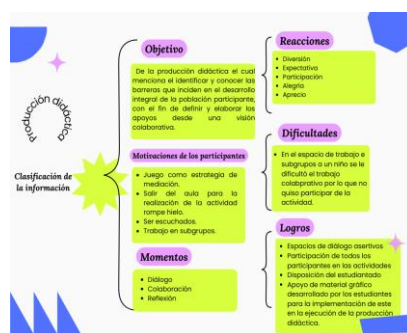 Producción didáctica
Clasificación de
la información
Objetivo
De la producción didáctica el cual
menciona el identificar y conocer las
barreras que inciden en el desarrollo
integral de la población participante,
con el fin de definir y elaborar los
apoyos desde una visión
colaborativa.
Motivaciones de los participantes
• Juego como estrategia de
mediación.
• Salir del aula para la
realización de la actividad
rompe hielo.
• Ser escuchados.
• Trabajo en subgrupos.
Momentos
• Diálogo
• Colaboración
• Reflexión
Reacciones
• Diversión
• Expectativa
• Participación
• Alegría
• Aprecio
Dificultades
• En el espacio de trabajo e
subgrupos a un niño se le
dificultó el trabajo
colabprativo por lo que no
quiso participar de la
actividad.
Logros
• Espacios de diálogo asertivos
• Participación de todos los
participantes en las actividades
• Disposición del estudiantado
• Apoyo de material gráfico
desarrollado por los estudiantes
para la implementación de este
en la ejecución de la producción
didáctica.